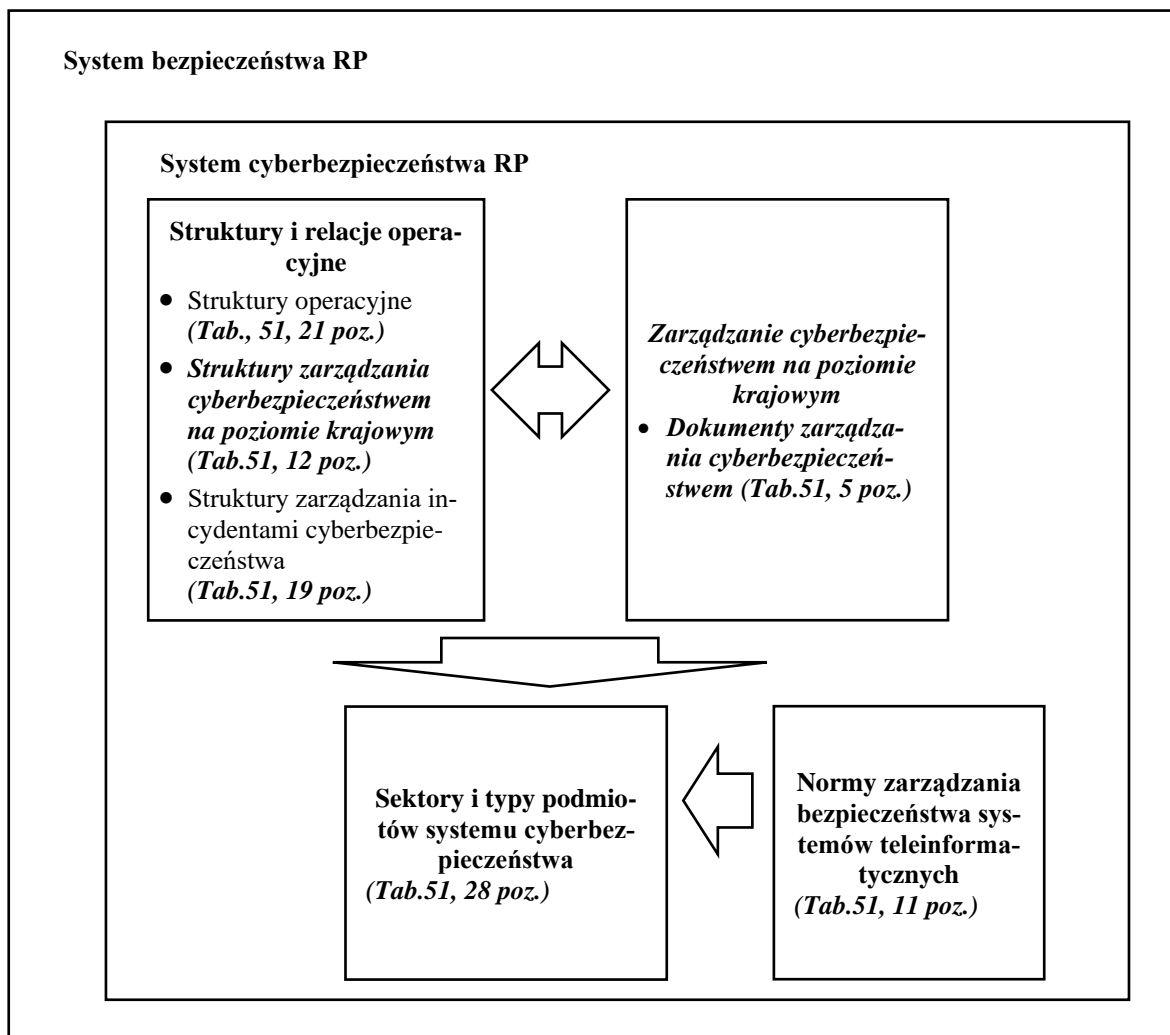 System bezpieczeństwa RP
System cyberbezpieczeństwa RP
Struktury i relacje opera-
cyjne
• Struktury operacyjne
(Tab., 51, 21 poz.)
• Struktury zarządzania
cyberbezpieczeństwem
na poziomie krajowym
(Tab.51, 12 poz.)
• Struktury zarządzania in-
cydentami cyberbezpie-
czeństwa
(Tab.51, 19 poz.)
Zarządzanie cyberbezpie-
czeństwem na poziomie
krajowym
• Dokumenty zarządza-
nia cyberbezpieczeń-
stwem (Tab.51, 5 poz.)
Sektory i typy podmio-
tów systemu cyberbez-
pieczeństwa
(Tab.51, 28 poz.)
Normy zarządzania
bezpieczeństwa sys-
temów teleinforma-
tycznych
(Tab.51, 11 poz.)